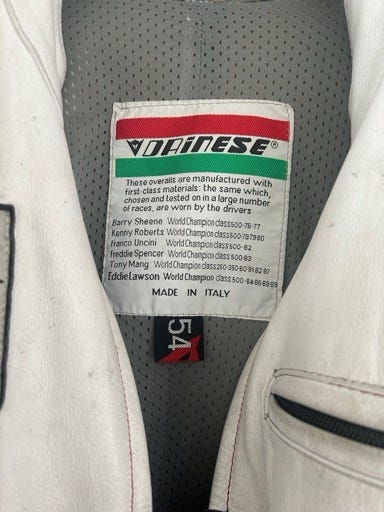 DAINESE®
These overalls are manufactured with
first-class materials: the same which,
chosen and tested on in a large number
of races, are worn by the drivers
Barry Sheene World Champion class 500-76-77
Kenny Roberts World Champion class 500-78-79-80
Franco Uncini World Champion class 500-82
Freddie Spencer World Champion class 500-83
Tony Mang World Champion class 250-350 80 81 82 87
Eddie Lawson World Champion class 500-84 86 88 89
MADE IN ITALY
54